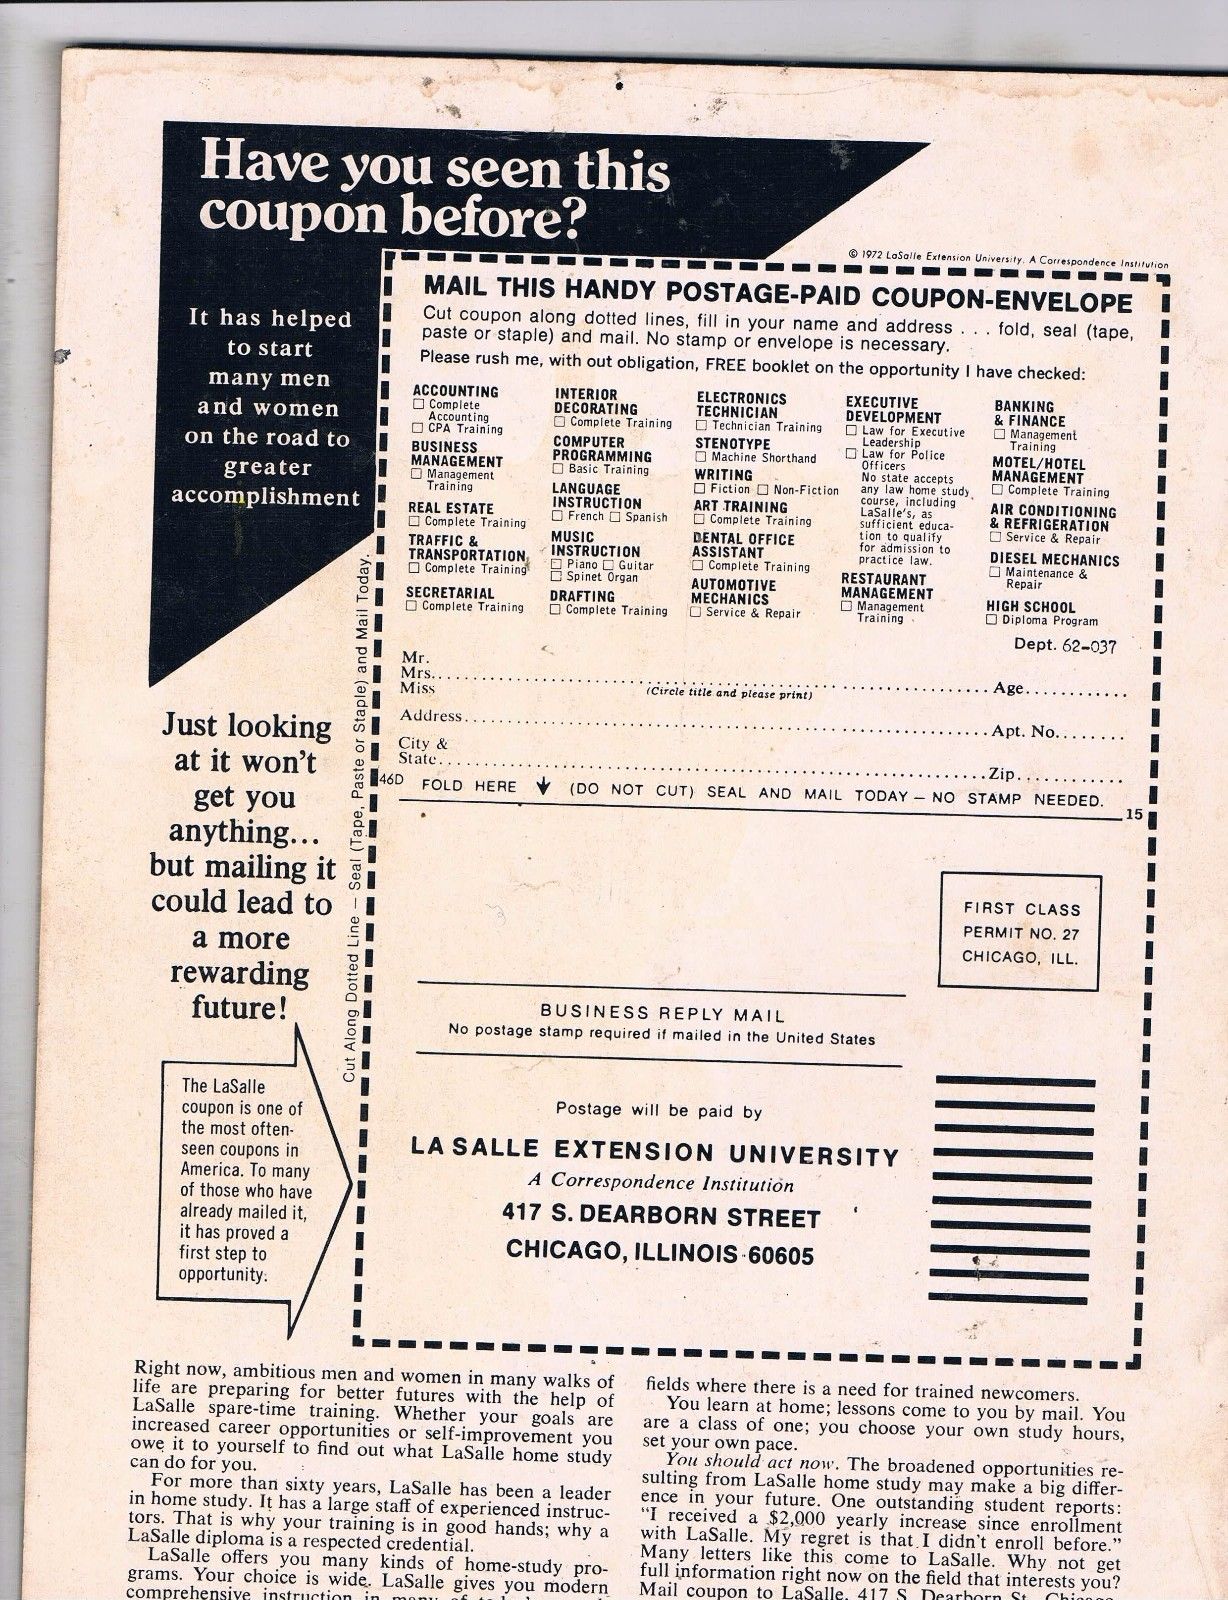 Have you seen this
coupon before?
It has helped
to start
many men
and women
on the road to
greater
accomplishment
© 1972 LaSalle Extension University. A Correspondence Institution
MAIL THIS HANDY POSTAGE-PAID COUPON-ENVELOPE
Cut coupon along dotted lines, fill in your name and address . . . fold, seal (tape,
paste or staple) and mail. No stamp or envelope is necessary.
Please rush me, with out obligation, FREE booklet on the opportunity I have checked:
ACCOUNTING
☐ Complete
Accounting
☐ CPA Training
BUSINESS
MANAGEMENT
☐ Management
Training
REAL ESTATE
☐ Complete Training
TRAFFIC &
TRANSPORTATION
☐ Complete Training
SECRETARIAL
☐ Complete Training
INTERIOR
DECORATING
☐ Complete Training
COMPUTER
PROGRAMMING
☐ Basic Training
LANGUAGE
INSTRUCTION
☐ French ☐ Spanish
MUSIC
INSTRUCTION
☐ Piano ☐ Guitar
☐ Spinet Organ
DRAFTING
☐ Complete Training
ELECTRONICS
TECHNICIAN
☐ Technician Training
STENOTYPE
☐ Machine Shorthand
WRITING
☐ Fiction ☐ Non-Fiction
ART TRAINING
☐ Complete Training
DENTAL OFFICE
ASSISTANT
☐ Complete Training
AUTOMOTIVE
MECHANICS
☐ Service & Repair
EXECUTIVE
DEVELOPMENT
☐ Law for Executive
Leadership
☐ Law for Police
Officers
No state accepts
any law home study
course, including
LaSalle's, as
sufficient educa-
tion to qualify
for admission to
practice law.
RESTAURANT
MANAGEMENT
☐ Management
Training
BANKING
& FINANCE
☐ Management
Training
MOTEL/HOTEL
MANAGEMENT
☐ Complete Training
AIR CONDITIONING
& REFRIGERATION
☐ Service & Repair
DIESEL MECHANICS
☐ Maintenance &
Repair
HIGH SCHOOL
☐ Diploma Program
Dept. 62-037
Mr.
Mrs. Age
Miss (Circle title and please print)
Address Apt. No.
City &
State Zip
46D FOLD HERE ↓ (DO NOT CUT) SEAL AND MAIL TODAY – NO STAMP NEEDED.
15
Cut Along Dotted Line – Seal (Tape, Paste or Staple) and Mail Today.
Just looking
at it won't
get you
anything...
but mailing it
could lead to
a more
rewarding
future!
The LaSalle
coupon is one of
the most often-
seen coupons in
America. To many
of those who have
already mailed it,
it has proved a
first step to
opportunity.
FIRST CLASS
PERMIT NO. 27
CHICAGO, ILL.
BUSINESS REPLY MAIL
No postage stamp required if mailed in the United States
Postage will be paid by
LA SALLE EXTENSION UNIVERSITY
A Correspondence Institution
417 S. DEARBORN STREET
CHICAGO, ILLINOIS 60605
Right now, ambitious men and women in many walks of
life are preparing for better futures with the help of
LaSalle spare-time training. Whether your goals are
increased career opportunities or self-improvement you
owe it to yourself to find out what LaSalle home study
can do for you.
For more than sixty years, LaSalle has been a leader
in home study. It has a large staff of experienced instruc-
tors. That is why your training is in good hands; why a
LaSalle diploma is a respected credential.
LaSalle offers you many kinds of home-study pro-
grams. Your choice is wide. LaSalle gives you modern
comprehensive instruction in many of
fields where there is a need for trained newcomers.
You learn at home; lessons come to you by mail. You
are a class of one; you choose your own study hours,
set your own pace.
You should act now. The broadened opportunities re-
sulting from LaSalle home study may make a big differ-
ence in your future. One outstanding student reports:
"I received a $2,000 yearly increase since enrollment
with LaSalle. My regret is that I didn't enroll before."
Many letters like this come to LaSalle. Why not get
full information right now on the field that interests you?
Mail coupon to LaSalle, 417 S. Dearborn St., Chicago,